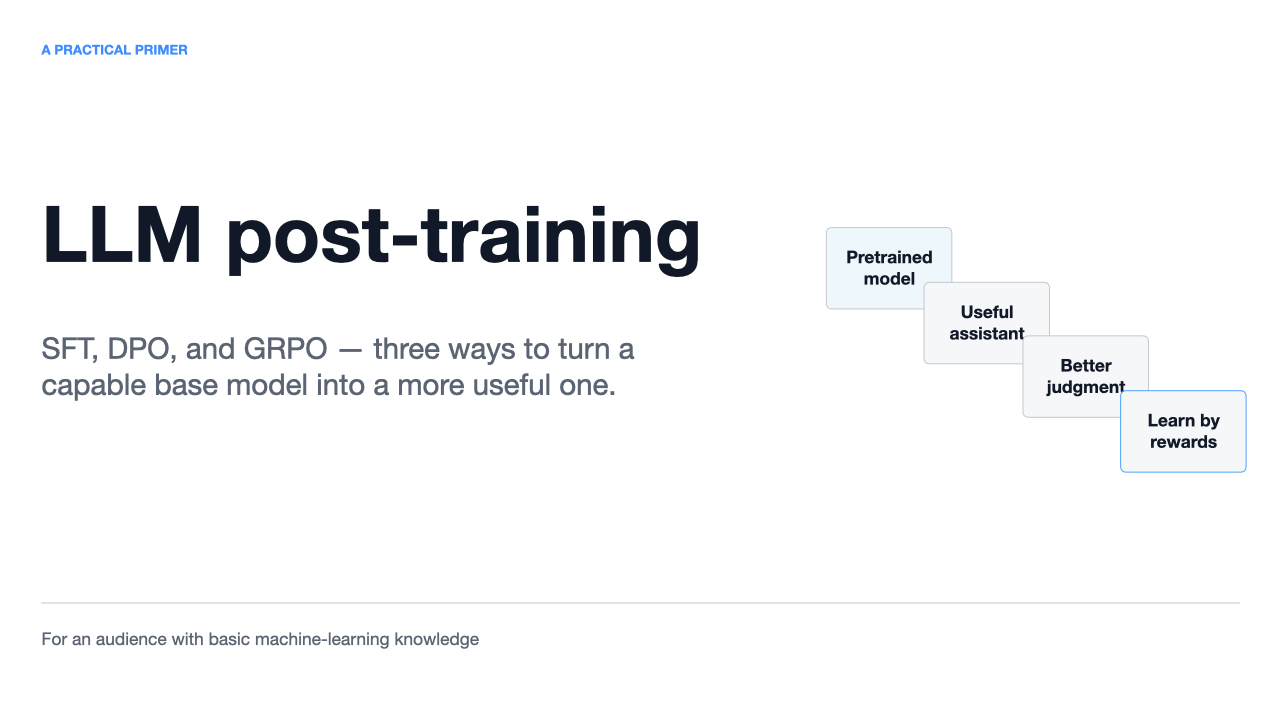 A PRACTICAL PRIMER
LLM post-training
SFT, DPO, and GRPO — three ways to turn a
capable base model into a more useful one.
Pretrained
model
Useful
assistant
Better
judgment
Learn by
rewards
For an audience with basic machine-learning knowledge